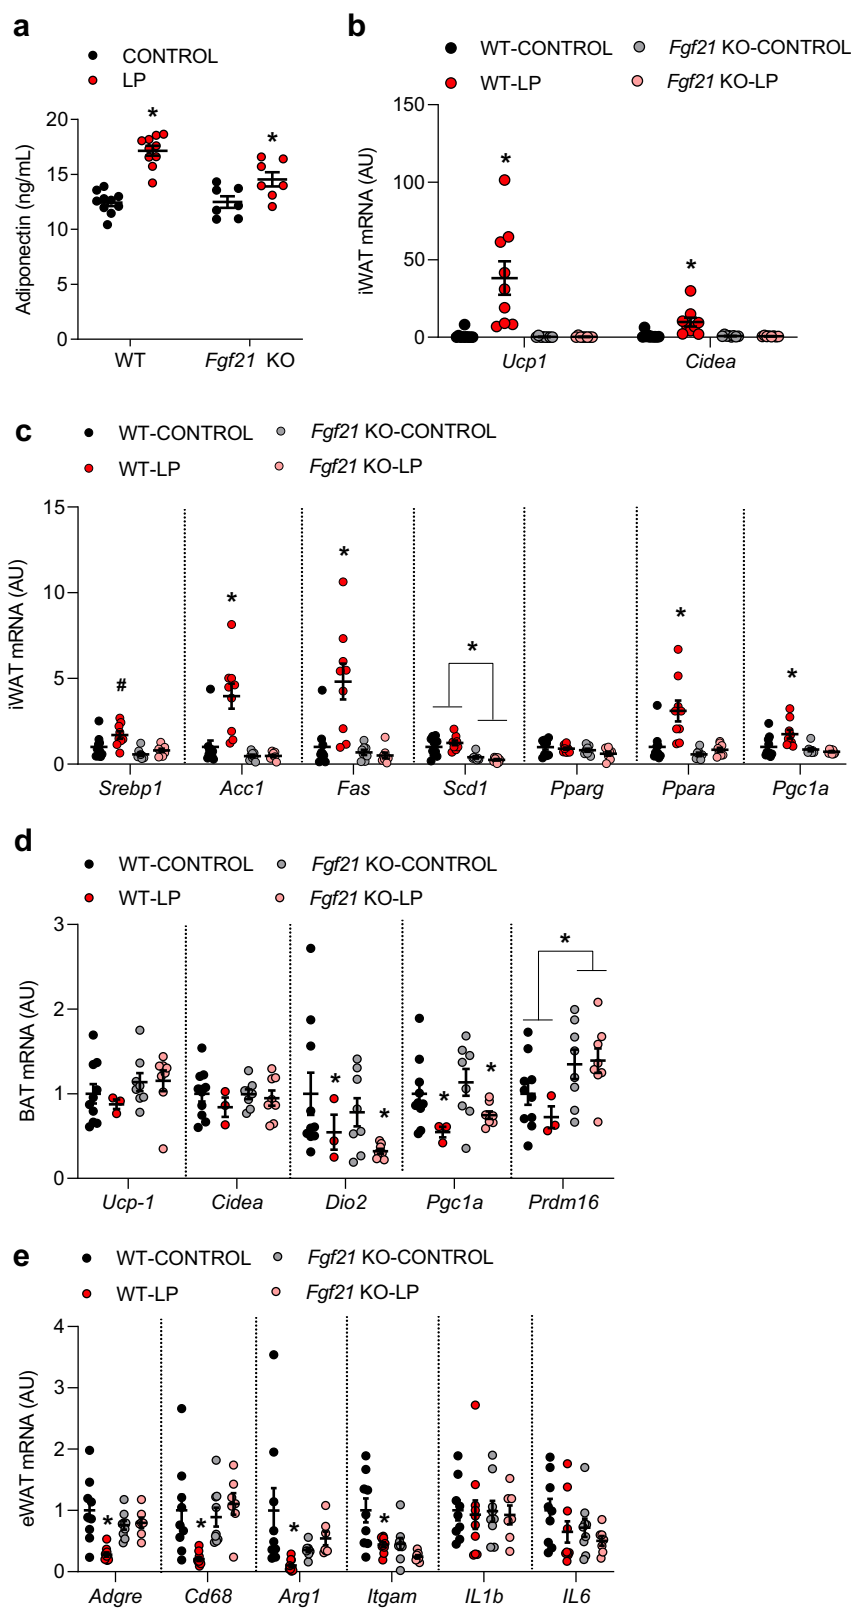 a
CONTROL
LP
Adiponectin (ng/mL)
20
15
10
5
0
*
*
WT
Fgf21 KO
b
WT-CONTROL
Fgf21 KO-CONTROL
WT-LP
Fgf21 KO-LP
iWAT mRNA (AU)
150
100
50
0
*
*
Ucp1
Cidea
c
WT-CONTROL
Fgf21 KO-CONTROL
WT-LP
Fgf21 KO-LP
iWAT mRNA (AU)
15
10
5
0
#
*
*
*
*
*
Srebp1
Acc1
Fas
Scd1
Pparg
Ppara
Pgc1a
d
WT-CONTROL
Fgf21 KO-CONTROL
WT-LP
Fgf21 KO-LP
BAT mRNA (AU)
3
2
1
0
*
*
*
*
*
Ucp-1
Cidea
Dio2
Pgc1a
Prdm16
e
WT-CONTROL
Fgf21 KO-CONTROL
WT-LP
Fgf21 KO-LP
eWAT mRNA (AU)
4
3
2
1
0
*
*
*
*
Adgre
Cd68
Arg1
Itgam
IL1b
IL6